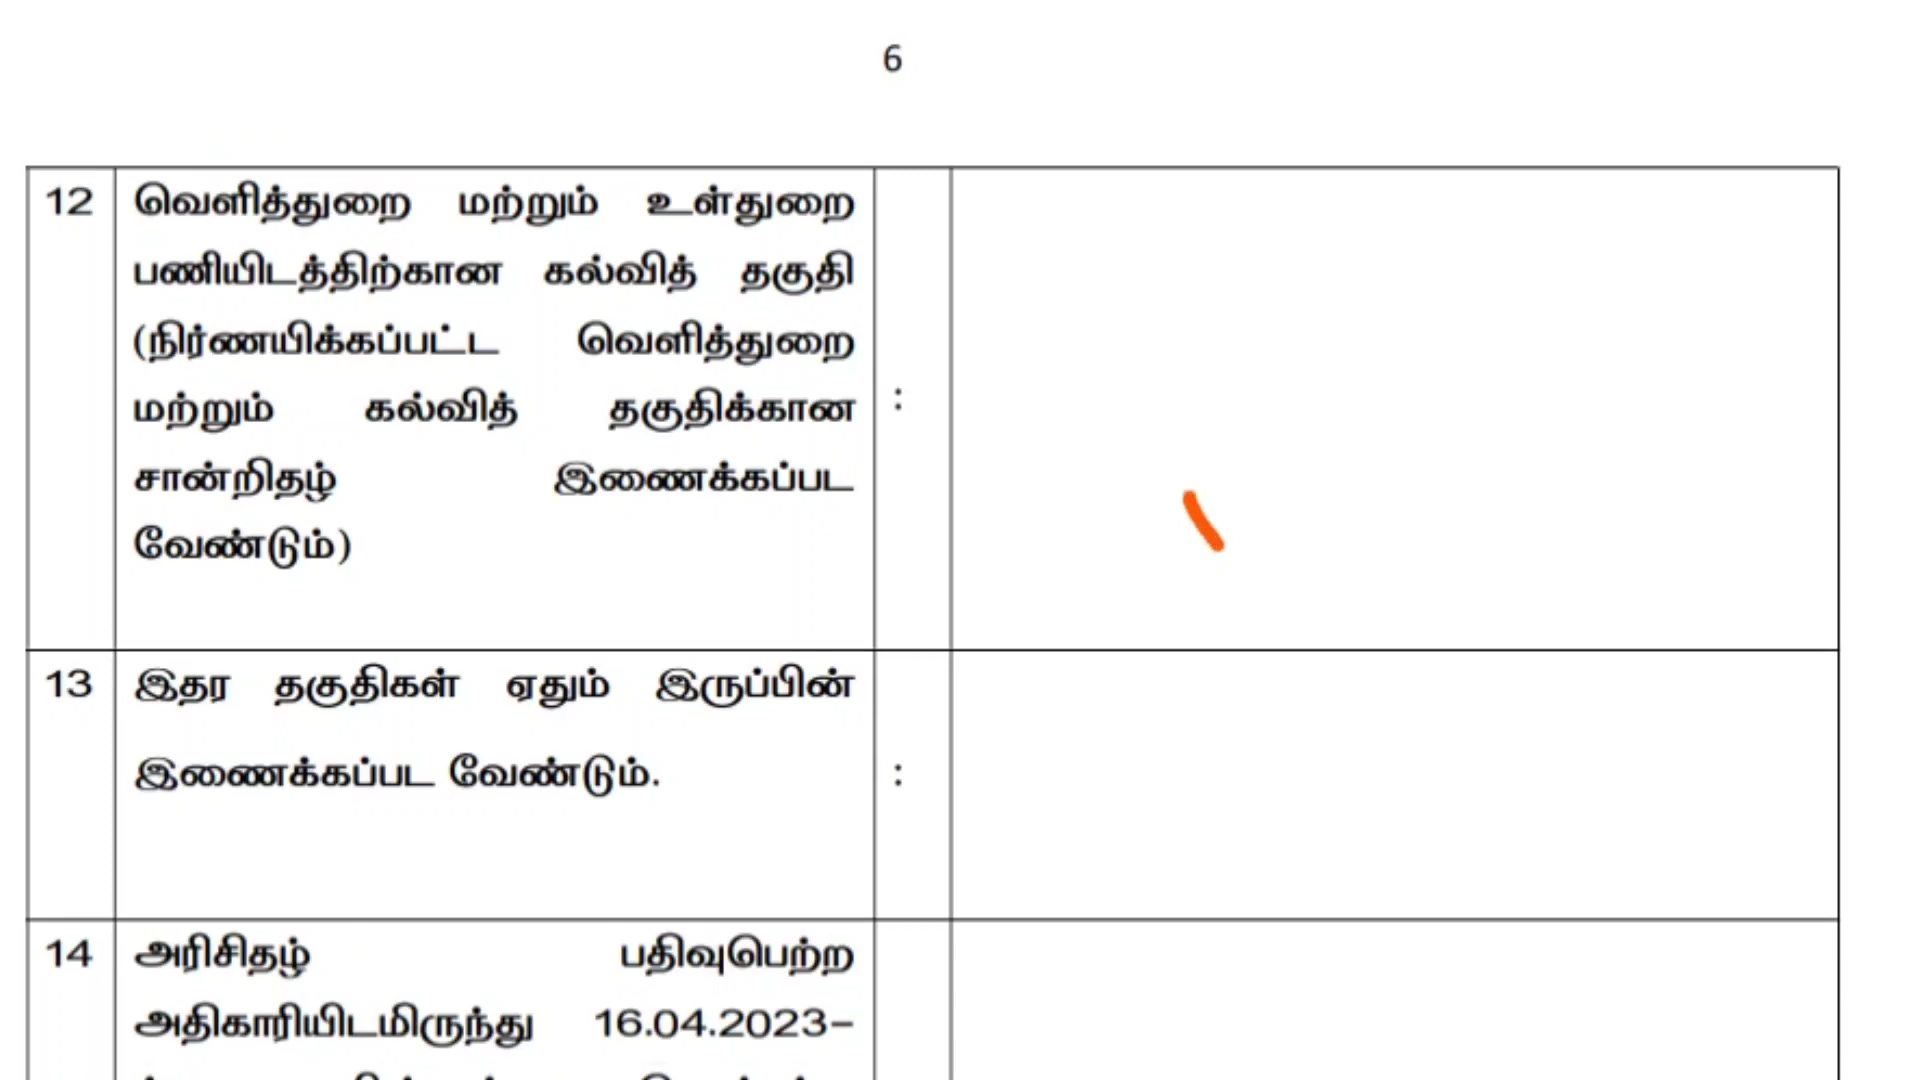 6
12 வெளித்துறை மற்றும் உள்துறை
பணியிடத்திற்கான கல்வித் தகுதி
(நிர்ணயிக்கப்பட்ட வெளித்துறை
மற்றும் கல்வித் தகுதிக்கான :
சான்றிதழ் இணைக்கப்பட
வேண்டும்)
13 இதர தகுதிகள் ஏதும் இருப்பின்
இணைக்கப்பட வேண்டும். :
14 அரிசிதழ் பதிவுபெற்ற
அதிகாரியிடமிருந்து 16.04.2023–